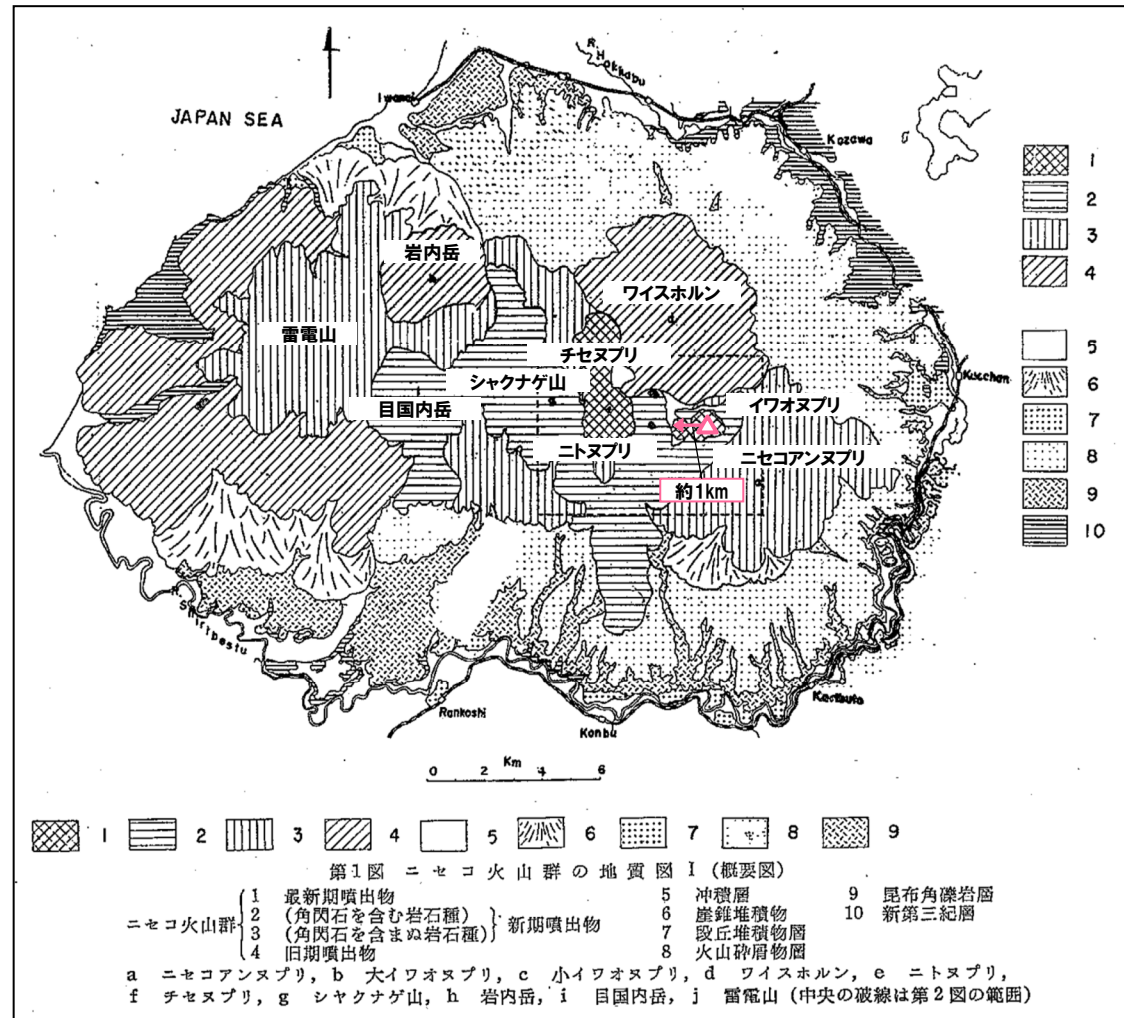 JAPAN SEA
Iwanai
R. Hokkabu
Kozawa
Kucchan
岩内岳
ワイスホルン
雷電山
チセヌプリ
シャクナゲ山
イワオヌプリ
目国内岳
ニトヌプリ
ニセコアンヌプリ
約1km
R. Shiribestu
Rankoshi
Konbu
Km
0 2 4 6
1
2
3
4
5
6
7
8
9
10
1 2 3 4 5 6 7 8 9
第1図 ニセコ火山群の地質図 I (概要図)
ニセコ火山群
1 最新期噴出物
2 (角閃石を含む岩石種)
3 (角閃石を含まぬ岩石種)
新期噴出物
4 旧期噴出物
5 冲積層
6 崖錐堆積物
7 段丘堆積物層
8 火山砕屑物層
9 昆布角礫岩層
10 新第三紀層
a ニセコアンヌプリ, b 大イワオヌプリ, c 小イワオヌプリ, d ワイスホルン, e ニトヌプリ,
f チセヌプリ, g シヤクナゲ山, h 岩内岳, i 目国内岳, j 雷電山 (中央の破線は第2図の範囲)